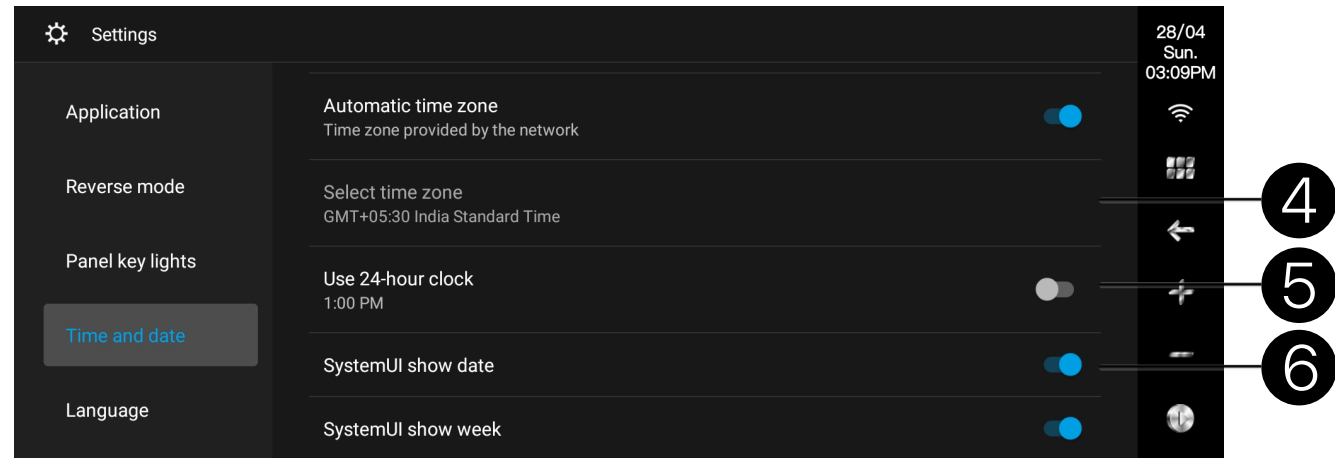 Settings
Application
Reverse mode
Panel key lights
Time and date
Language
Automatic time zone
Time zone provided by the network
Select time zone
GMT+05:30 India Standard Time
Use 24-hour clock
1:00 PM
SystemUI show date
SystemUI show week
28/04
Sun.
03:09PM
4
5
6